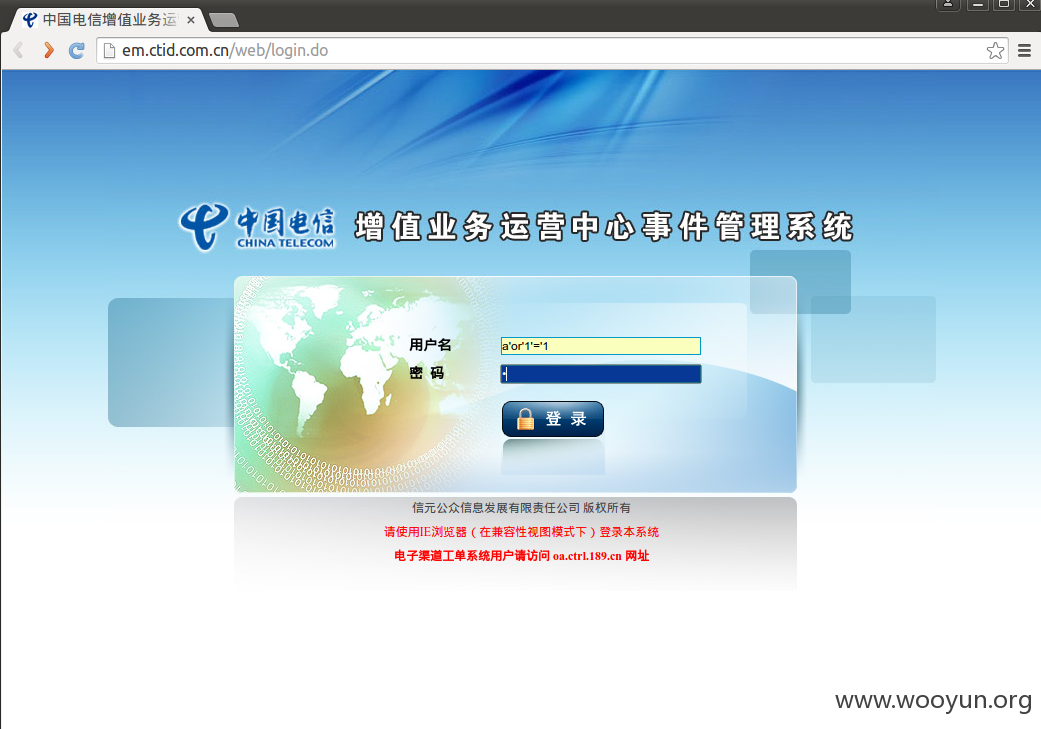 中国电信增值业务运
em.ctid.com.cn/web/login.do
中国电信 增值业务运营中心事件管理系统
CHINA TELECOM
用户名 a'or'1'='1
密 码
登 录
信元公众信息发展有限责任公司 版权所有
请使用IE浏览器（在兼容性视图模式下）登录本系统
电子渠道工单系统用户请访问 oa.ctrl.189.cn 网址
www.wooyun.org